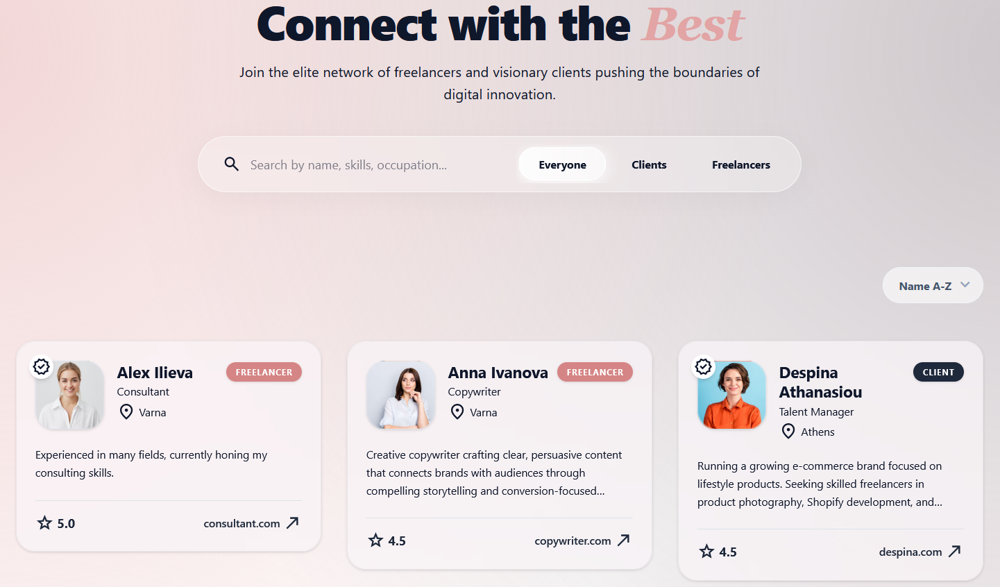 Connect with the Best
Join the elite network of freelancers and visionary clients pushing the boundaries of
digital innovation.
Search by name, skills, occupation...
Everyone
Clients
Freelancers
Name A-Z
Alex Ilieva
FREELANCER
Consultant
Varna
Experienced in many fields, currently honing my
consulting skills.
5.0
consultant.com
Anna Ivanova
FREELANCER
Copywriter
Varna
Creative copywriter crafting clear, persuasive content
that connects brands with audiences through
compelling storytelling and conversion-focused...
4.5
copywriter.com
Despina
Athanasiou
CLIENT
Talent Manager
Athens
Running a growing e-commerce brand focused on
lifestyle products. Seeking skilled freelancers in
product photography, Shopify development, and...
4.5
despina.com